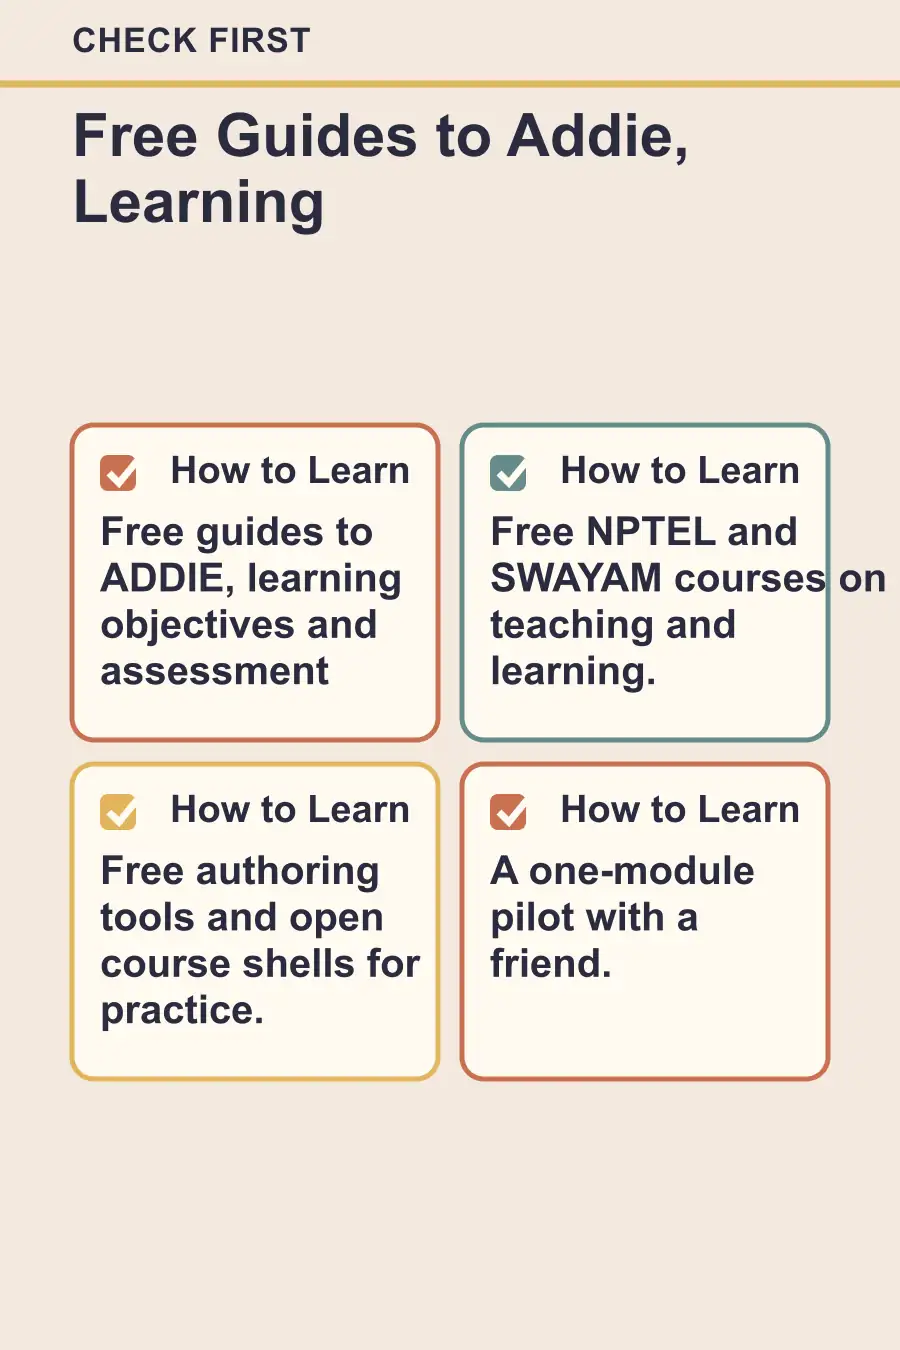 CHECK FIRST
Free Guides to Addie,
Learning
How to Learn
Free guides to
ADDIE, learning
objectives and
assessment
How to Learn
Free NPTEL and
SWAYAM courses on
teaching and
learning.
How to Learn
Free authoring
tools and open
course shells for
practice.
How to Learn
A one-module
pilot with a
friend.